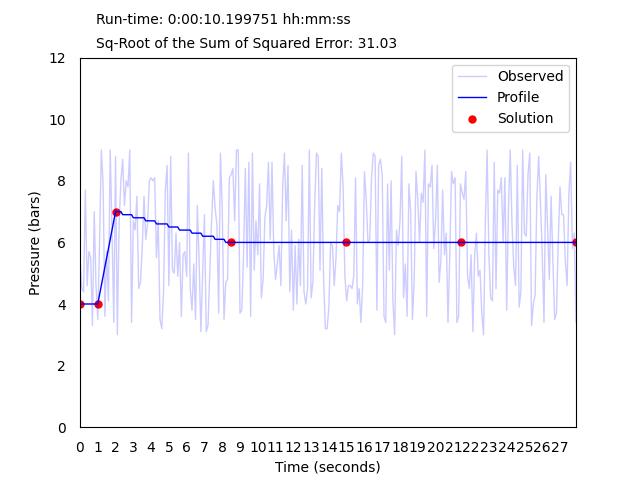 Run-time: 0:00:10.199751 hh:mm:ss
Sq-Root of the Sum of Squared Error: 31.03
12
10
8
6
4
2
0
Pressure (bars)
Observed
Profile
Solution
0 1 2 3 4 5 6 7 8 9 10 11 12 13 14 15 16 17 18 19 20 21 22 23 24 25 26 27
Time (seconds)